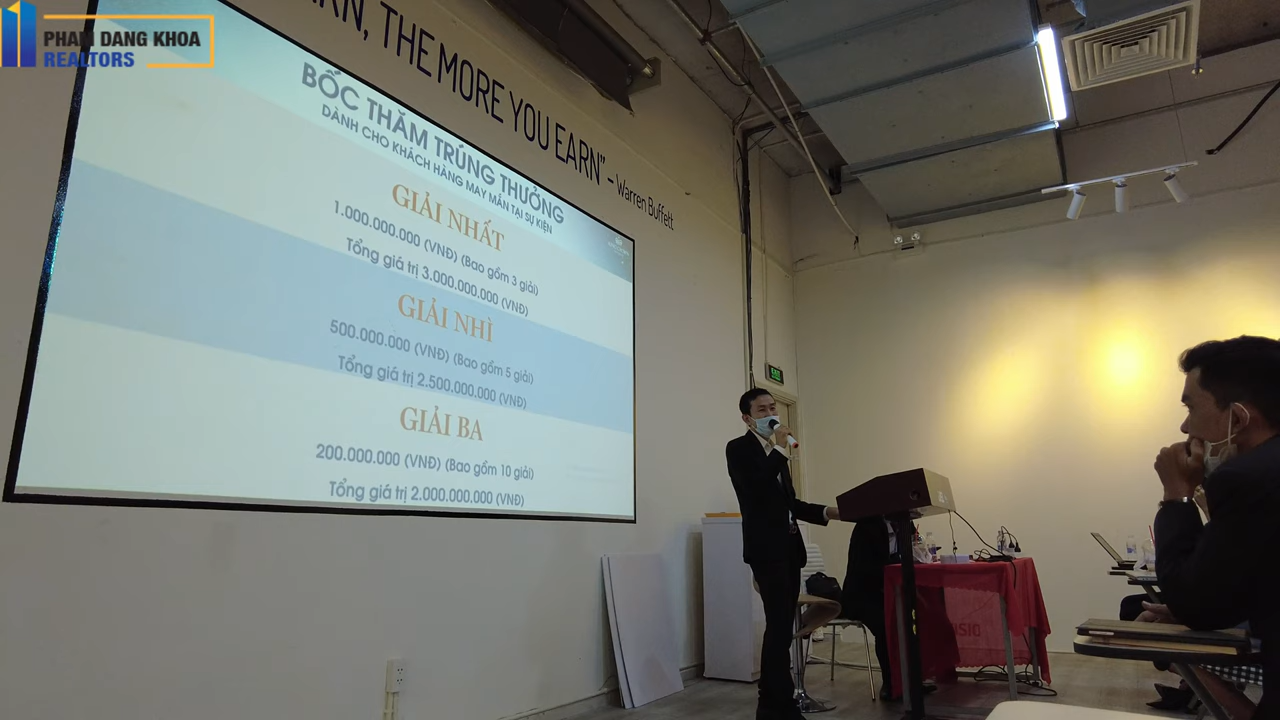 PHAM DANG KHOA
REALTORS
RN, THE MORE YOU EARN" – Warren Buffett
BỐC THĂM TRÚNG THƯỞNG
DÀNH CHO KHÁCH HÀNG MAY MẮN TẠI SỰ KIỆN
GIẢI NHẤT
1.000.000.000 (VNĐ) (Bao gồm 3 giải)
Tổng giá trị 3.000.000.000 (VNĐ)
GIẢI NHÌ
500.000.000 (VNĐ) (Bao gồm 5 giải)
Tổng giá trị 2.500.000.000 (VNĐ)
GIẢI BA
200.000.000 (VNĐ) (Bao gồm 10 giải)
Tổng giá trị 2.000.000.000 (VNĐ)